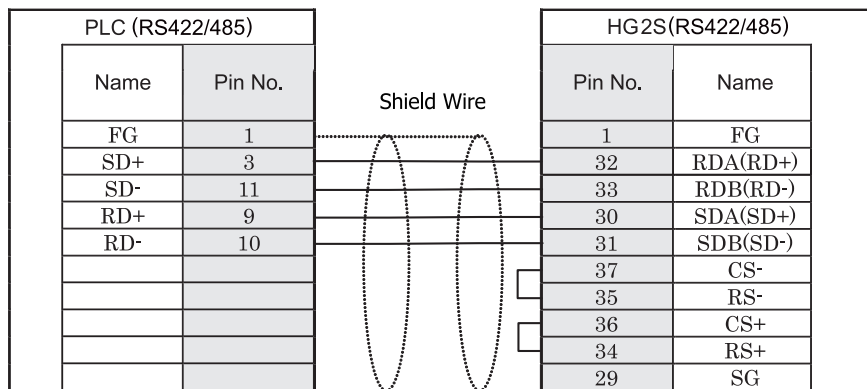 PLC (RS422/485) HG2S(RS422/485)
Name Pin No. Shield Wire Pin No. Name
FG 1 1 FG
SD+ 3 32 RDA(RD+)
SD- 11 33 RDB(RD-)
RD+ 9 30 SDA(SD+)
RD- 10 31 SDB(SD-)
37 CS-
35 RS-
36 CS+
34 RS+
29 SG